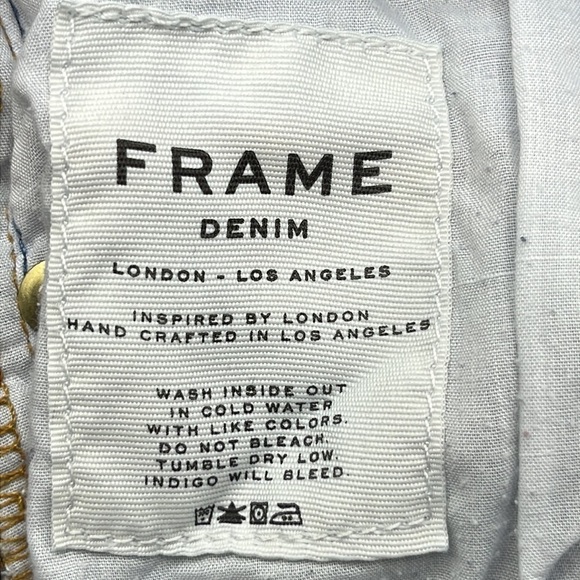 FRAME
DENIM
LONDON - LOS ANGELES
INSPIRED BY LONDON
HAND CRAFTED IN LOS ANGELES
WASH INSIDE OUT
IN COLD WATER
WITH LIKE COLORS.
DO NOT BLEACH.
TUMBLE DRY LOW.
INDIGO WILL BLEED.